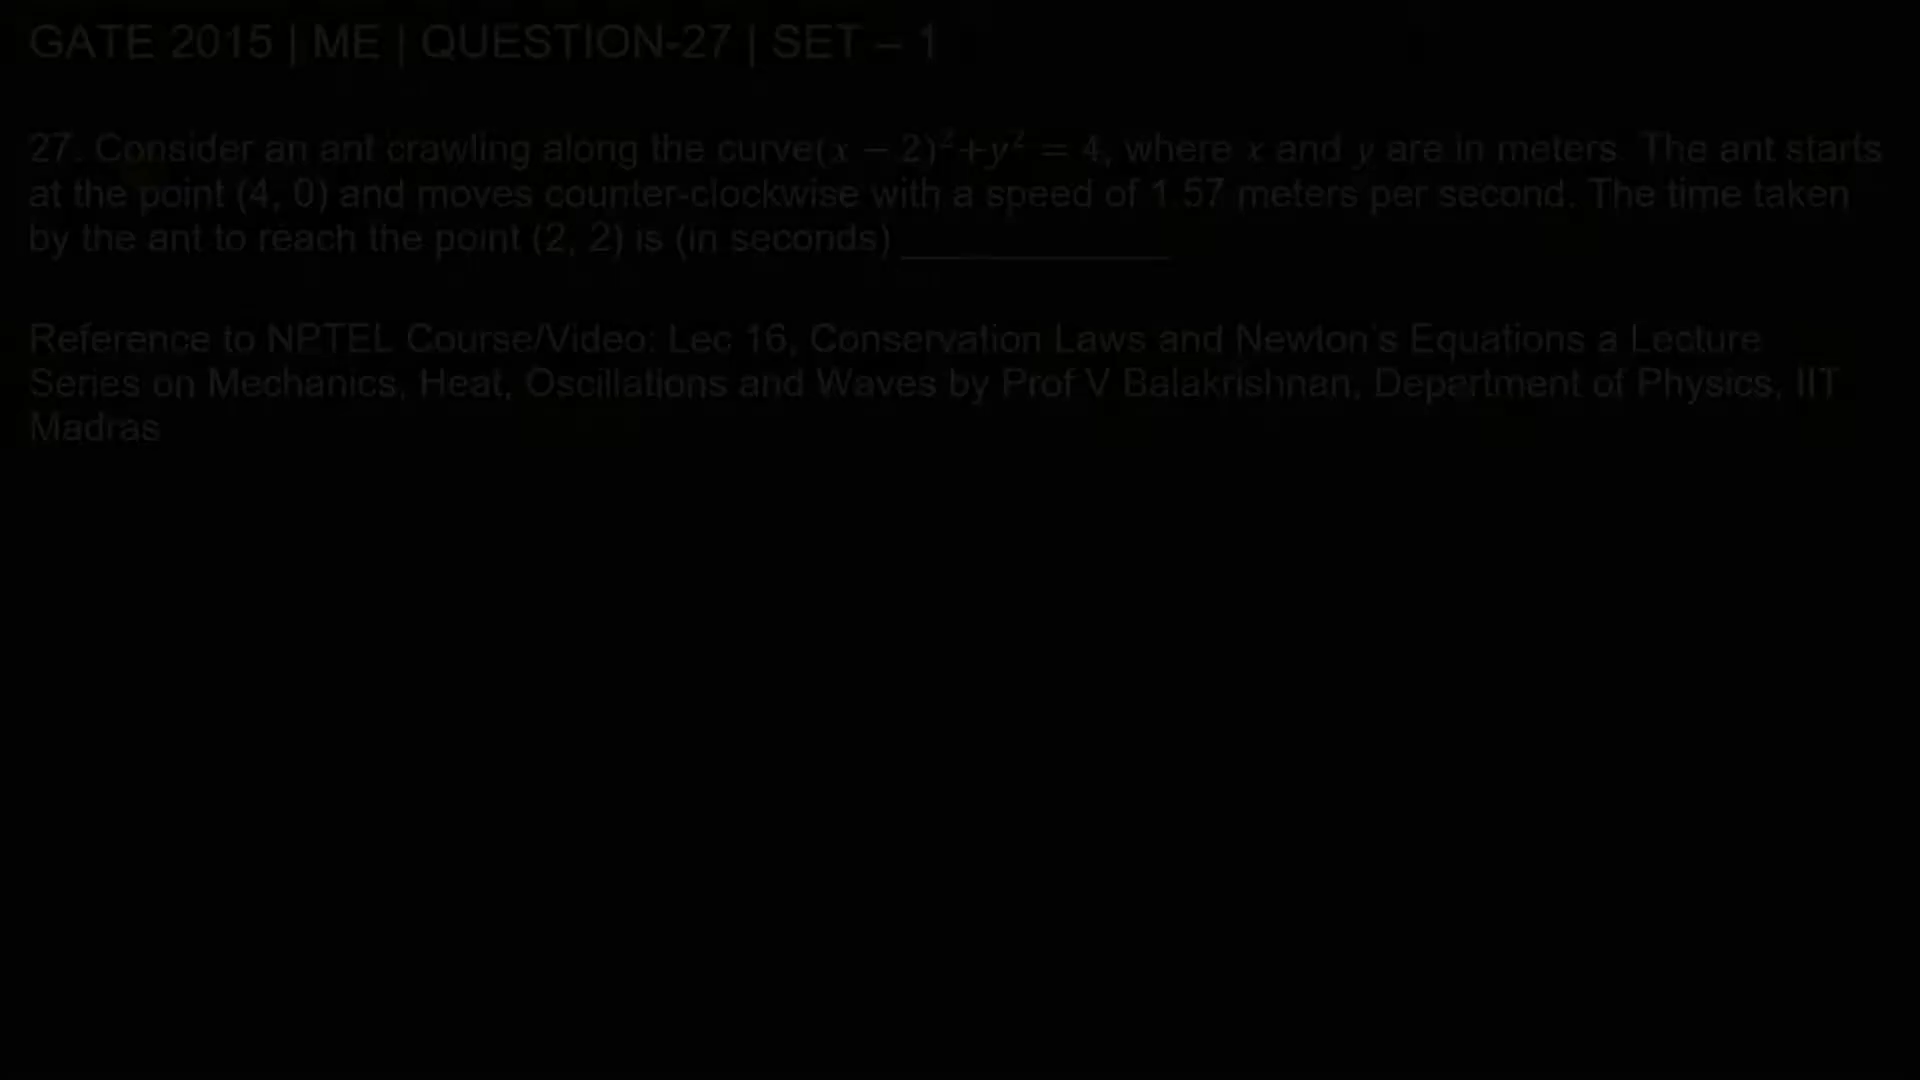 GATE 2015 | ME | QUESTION-27 | SET – 1
27. Consider an ant crawling along the curve(x − 2)²+y² = 4, where x and y are in meters. The ant starts
at the point (4, 0) and moves counter-clockwise with a speed of 1.57 meters per second. The time taken
by the ant to reach the point (2, 2) is (in seconds) ____________
Reference to NPTEL Course/Video: Lec 16, Conservation Laws and Newton's Equations a Lecture
Series on Mechanics, Heat, Oscillations and Waves by Prof V Balakrishnan, Department of Physics, IIT
Madras